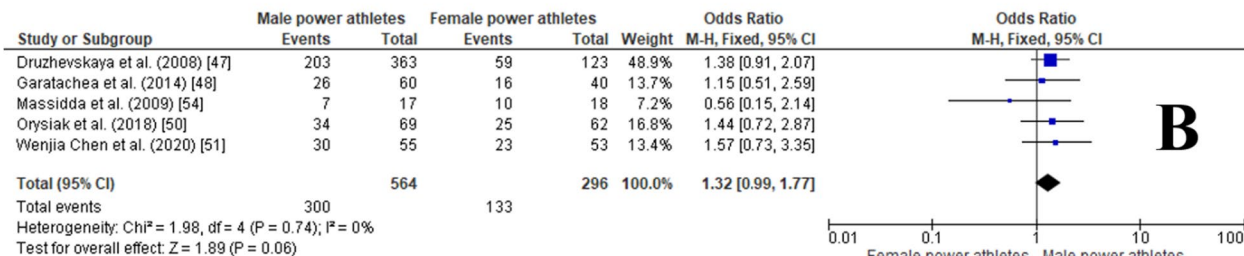 Male power athletes Female power athletes Odds Ratio Odds Ratio
Study or Subgroup Events Total Events Total Weight M-H, Fixed, 95% CI M-H, Fixed, 95% CI
Druzhevskaya et al. (2008) [47] 203 363 59 123 48.9% 1.38 [0.91, 2.07]
Garatachea et al. (2014) [48] 26 60 16 40 13.7% 1.15 [0.51, 2.59]
Massidda et al. (2009) [54] 7 17 10 18 7.2% 0.56 [0.15, 2.14]
Orysiak et al. (2018) [50] 34 69 25 62 16.8% 1.44 [0.72, 2.87]
Wenjia Chen et al. (2020) [51] 30 55 23 53 13.4% 1.57 [0.73, 3.35]
B
Total (95% CI) 564 296 100.0% 1.32 [0.99, 1.77]
Total events 300 133
Heterogeneity: Chi² = 1.98, df = 4 (P = 0.74); I² = 0%
Test for overall effect: Z = 1.89 (P = 0.06)
0.01 0.1 1 10 100
Female power athletes Male power athletes